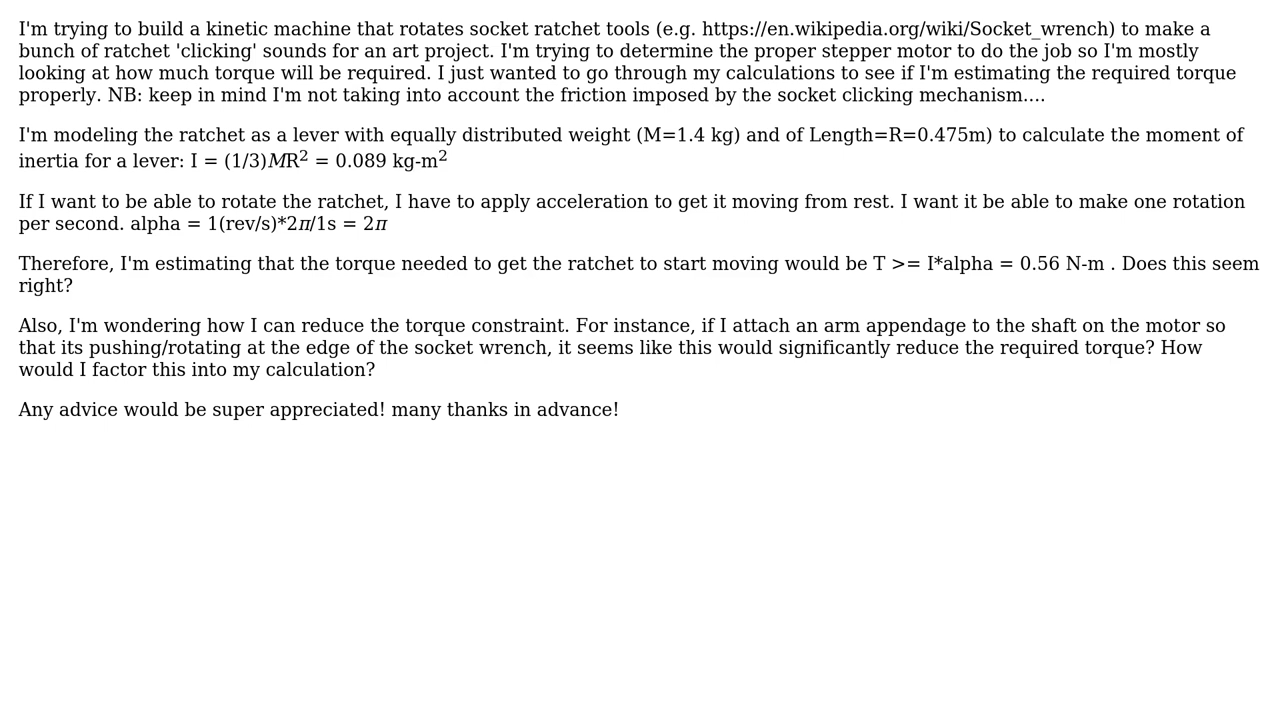 I'm trying to build a kinetic machine that rotates socket ratchet tools (e.g. https://en.wikipedia.org/wiki/Socket_wrench) to make a
bunch of ratchet 'clicking' sounds for an art project. I'm trying to determine the proper stepper motor to do the job so I'm mostly
looking at how much torque will be required. I just wanted to go through my calculations to see if I'm estimating the required torque
properly. NB: keep in mind I'm not taking into account the friction imposed by the socket clicking mechanism....
I'm modeling the ratchet as a lever with equally distributed weight (M=1.4 kg) and of Length=R=0.475m) to calculate the moment of
inertia for a lever: I = (1/3)𝑀R² = 0.089 kg-m²
If I want to be able to rotate the ratchet, I have to apply acceleration to get it moving from rest. I want it be able to make one rotation
per second. alpha = 1(rev/s)*2𝜋/1s = 2𝜋
Therefore, I'm estimating that the torque needed to get the ratchet to start moving would be T >= I*alpha = 0.56 N-m . Does this seem
right?
Also, I'm wondering how I can reduce the torque constraint. For instance, if I attach an arm appendage to the shaft on the motor so
that its pushing/rotating at the edge of the socket wrench, it seems like this would significantly reduce the required torque? How
would I factor this into my calculation?
Any advice would be super appreciated! many thanks in advance!